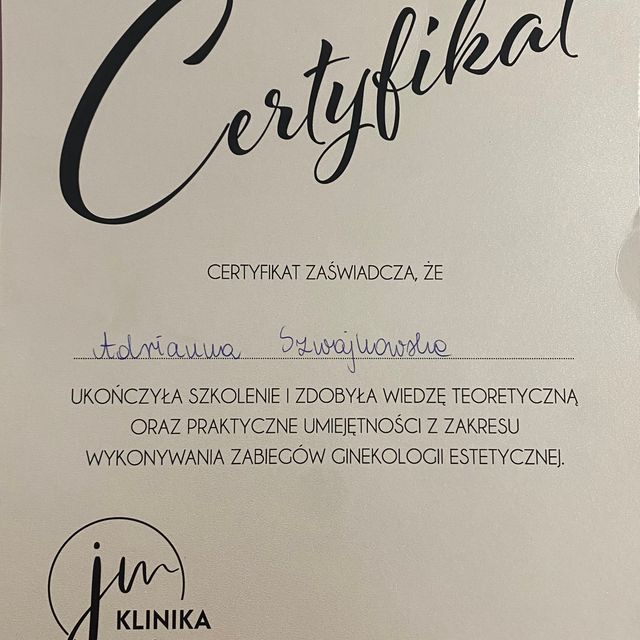 Certyfikat
CERTYFIKAT ZAŚWIADCZA, ŻE
Adrianna Szwajkowska
UKOŃCZYŁA SZKOLENIE I ZDOBYŁA WIEDZĘ TEORETYCZNĄ
ORAZ PRAKTYCZNE UMIEJĘTNOŚCI Z ZAKRESU
WYKONYWANIA ZABIEGÓW GINEKOLOGII ESTETYCZNEJ.
jm
KLINIKA